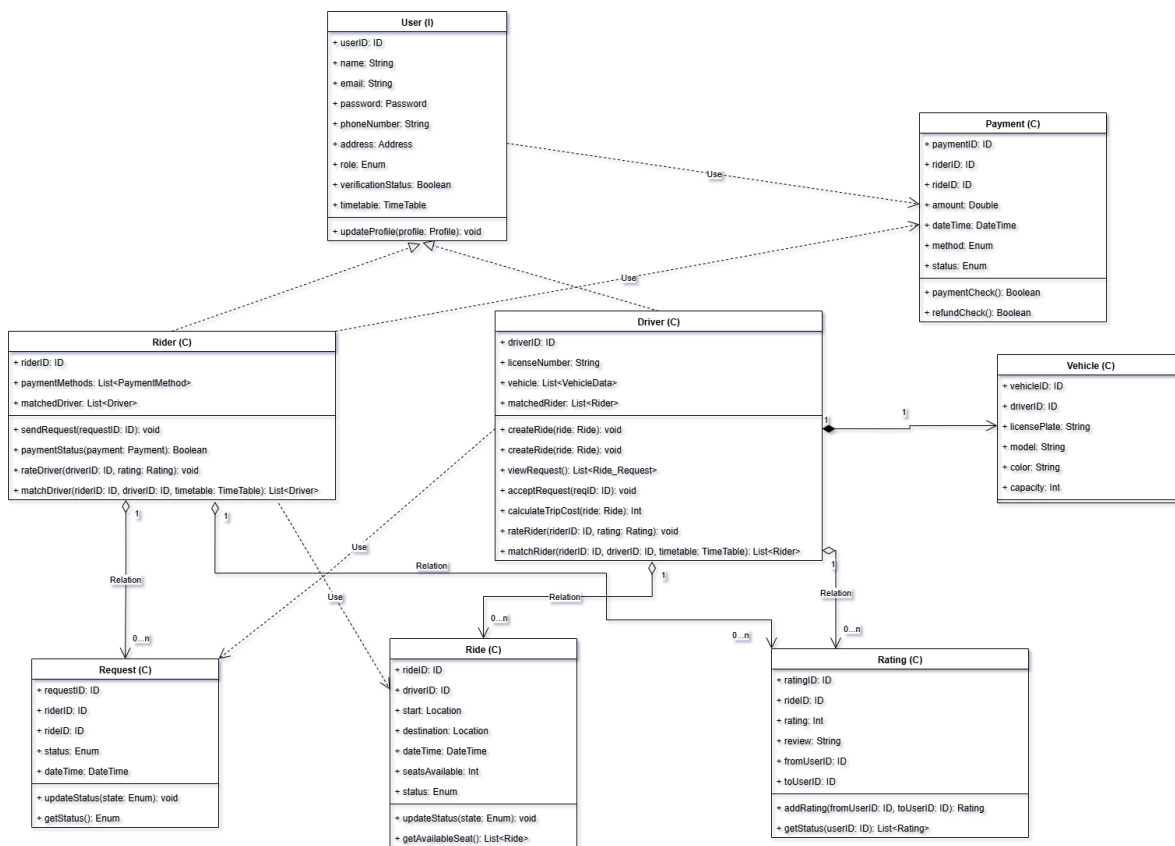 User (I)
+ userID: ID
+ name: String
+ email: String
+ password: Password
+ phoneNumber: String
+ address: Address
+ role: Enum
+ verificationStatus: Boolean
+ timetable: TimeTable
+ updateProfile(profile: Profile): void
Use
Payment (C)
+ paymentID: ID
+ riderID: ID
+ rideID: ID
+ amount: Double
+ dateTime: DateTime
+ method: Enum
+ status: Enum
+ paymentCheck(): Boolean
+ refundCheck(): Boolean
Use
Rider (C)
+ riderID: ID
+ paymentMethods: List<PaymentMethod>
+ matchedDriver: List<Driver>
+ sendRequest(requestID: ID): void
+ paymentStatus(payment: Payment): Boolean
+ rateDriver(driverID: ID, rating: Rating): void
+ matchDriver(riderID: ID, driverID: ID, timetable: TimeTable): List<Driver>
Driver (C)
+ driverID: ID
+ licenseNumber: String
+ vehicle: List<VehicleData>
+ matchedRider: List<Rider>
+ createRide(ride: Ride): void
+ createRide(ride: Ride): void
+ viewRequest(): List<Ride_Request>
+ acceptRequest(reqID: ID): void
+ calculateTripCost(ride: Ride): Int
+ rateRider(riderID: ID, rating: Rating): void
+ matchRider(riderID: ID, driverID: ID, timetable: TimeTable): List<Rider>
1
1
Vehicle (C)
+ vehicleID: ID
+ driverID: ID
+ licensePlate: String
+ model: String
+ color: String
+ capacity: Int
1
1
1
1
Use
Relation
Relation
Use
Relation
Relation
0...n
0...n
0...n
0...n
Request (C)
+ requestID: ID
+ riderID: ID
+ rideID: ID
+ status: Enum
+ dateTime: DateTime
+ updateStatus(state: Enum): void
+ getStatus(): Enum
Ride (C)
+ rideID: ID
+ driverID: ID
+ start: Location
+ destination: Location
+ dateTime: DateTime
+ seatsAvailable: Int
+ status: Enum
+ updateStatus(state: Enum): void
+ getAvailableSeat(): List<Ride>
Rating (C)
+ ratingID: ID
+ rideID: ID
+ rating: Int
+ review: String
+ fromUserID: ID
+ toUserID: ID
+ addRating(fromUserID: ID, toUserID: ID): Rating
+ getStatus(userID: ID): List<Rating>